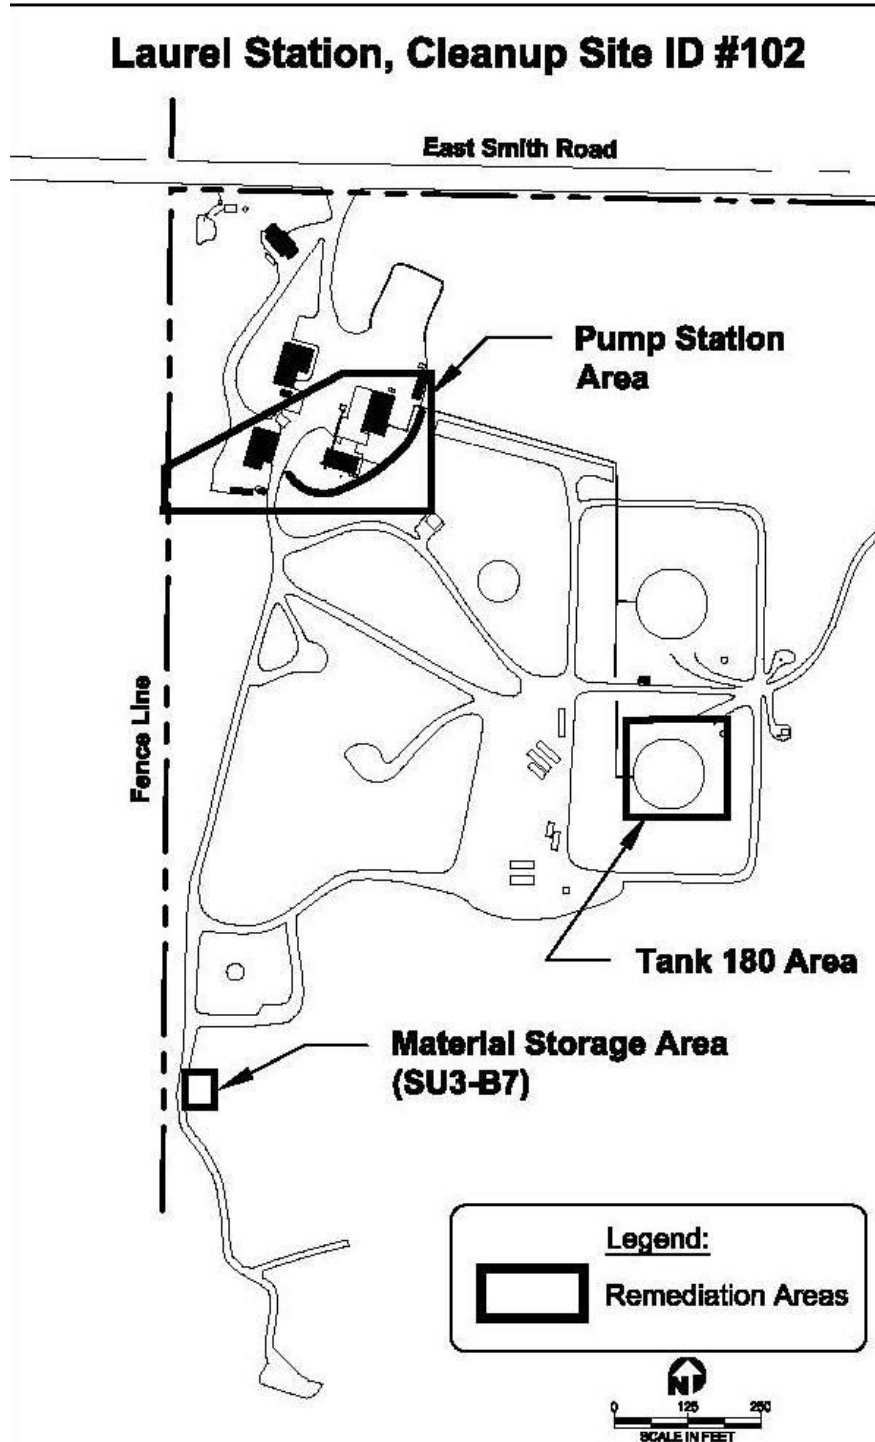 Laurel Station, Cleanup Site ID #102
East Smith Road
Pump Station
Area
Fence Line
Tank 180 Area
Material Storage Area
(SU3-B7)
Legend:
Remediation Areas
N
0 125 250
SCALE IN FEET